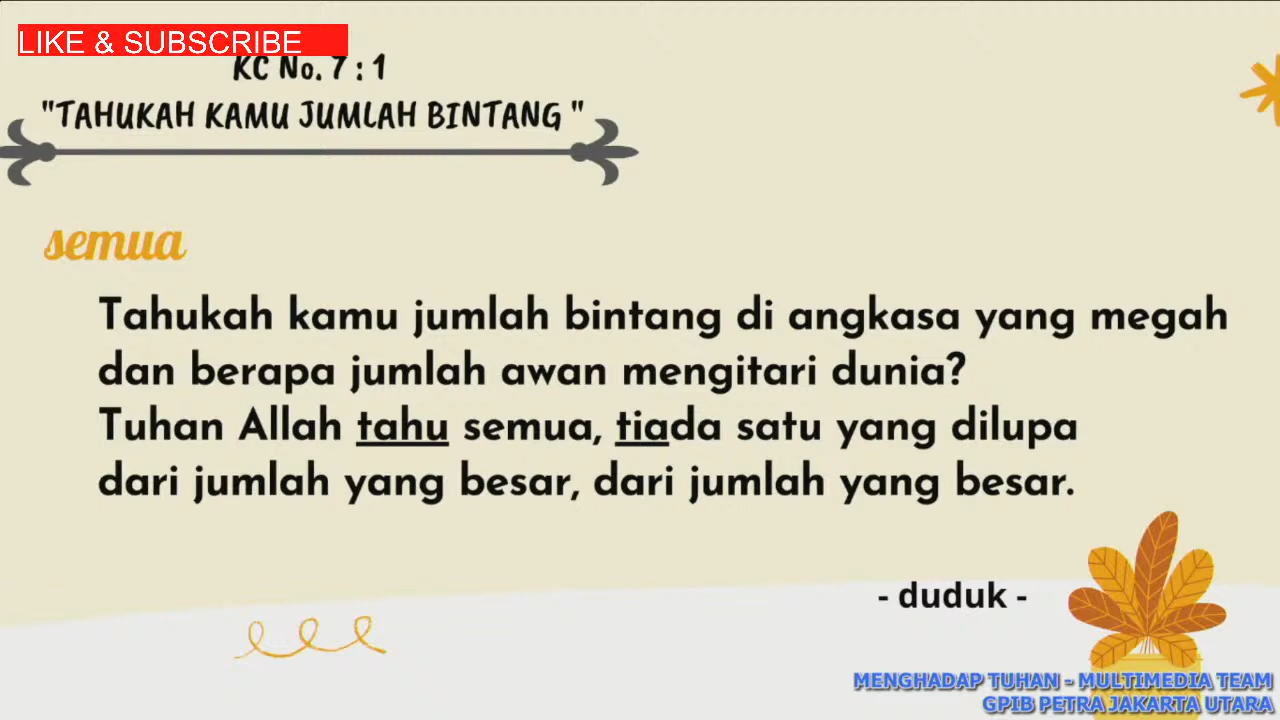 LIKE & SUBSCRIBE
KC No. 7 : 1
"TAHUKAH KAMU JUMLAH BINTANG "
semua
Tahukah kamu jumlah bintang di angkasa yang megah
dan berapa jumlah awan mengitari dunia?
Tuhan Allah tahu semua, tiada satu yang dilupa
dari jumlah yang besar, dari jumlah yang besar.
- duduk -
MENGHADAP TUHAN - MULTIMEDIA TEAM
GPIB PETRA JAKARTA UTARA